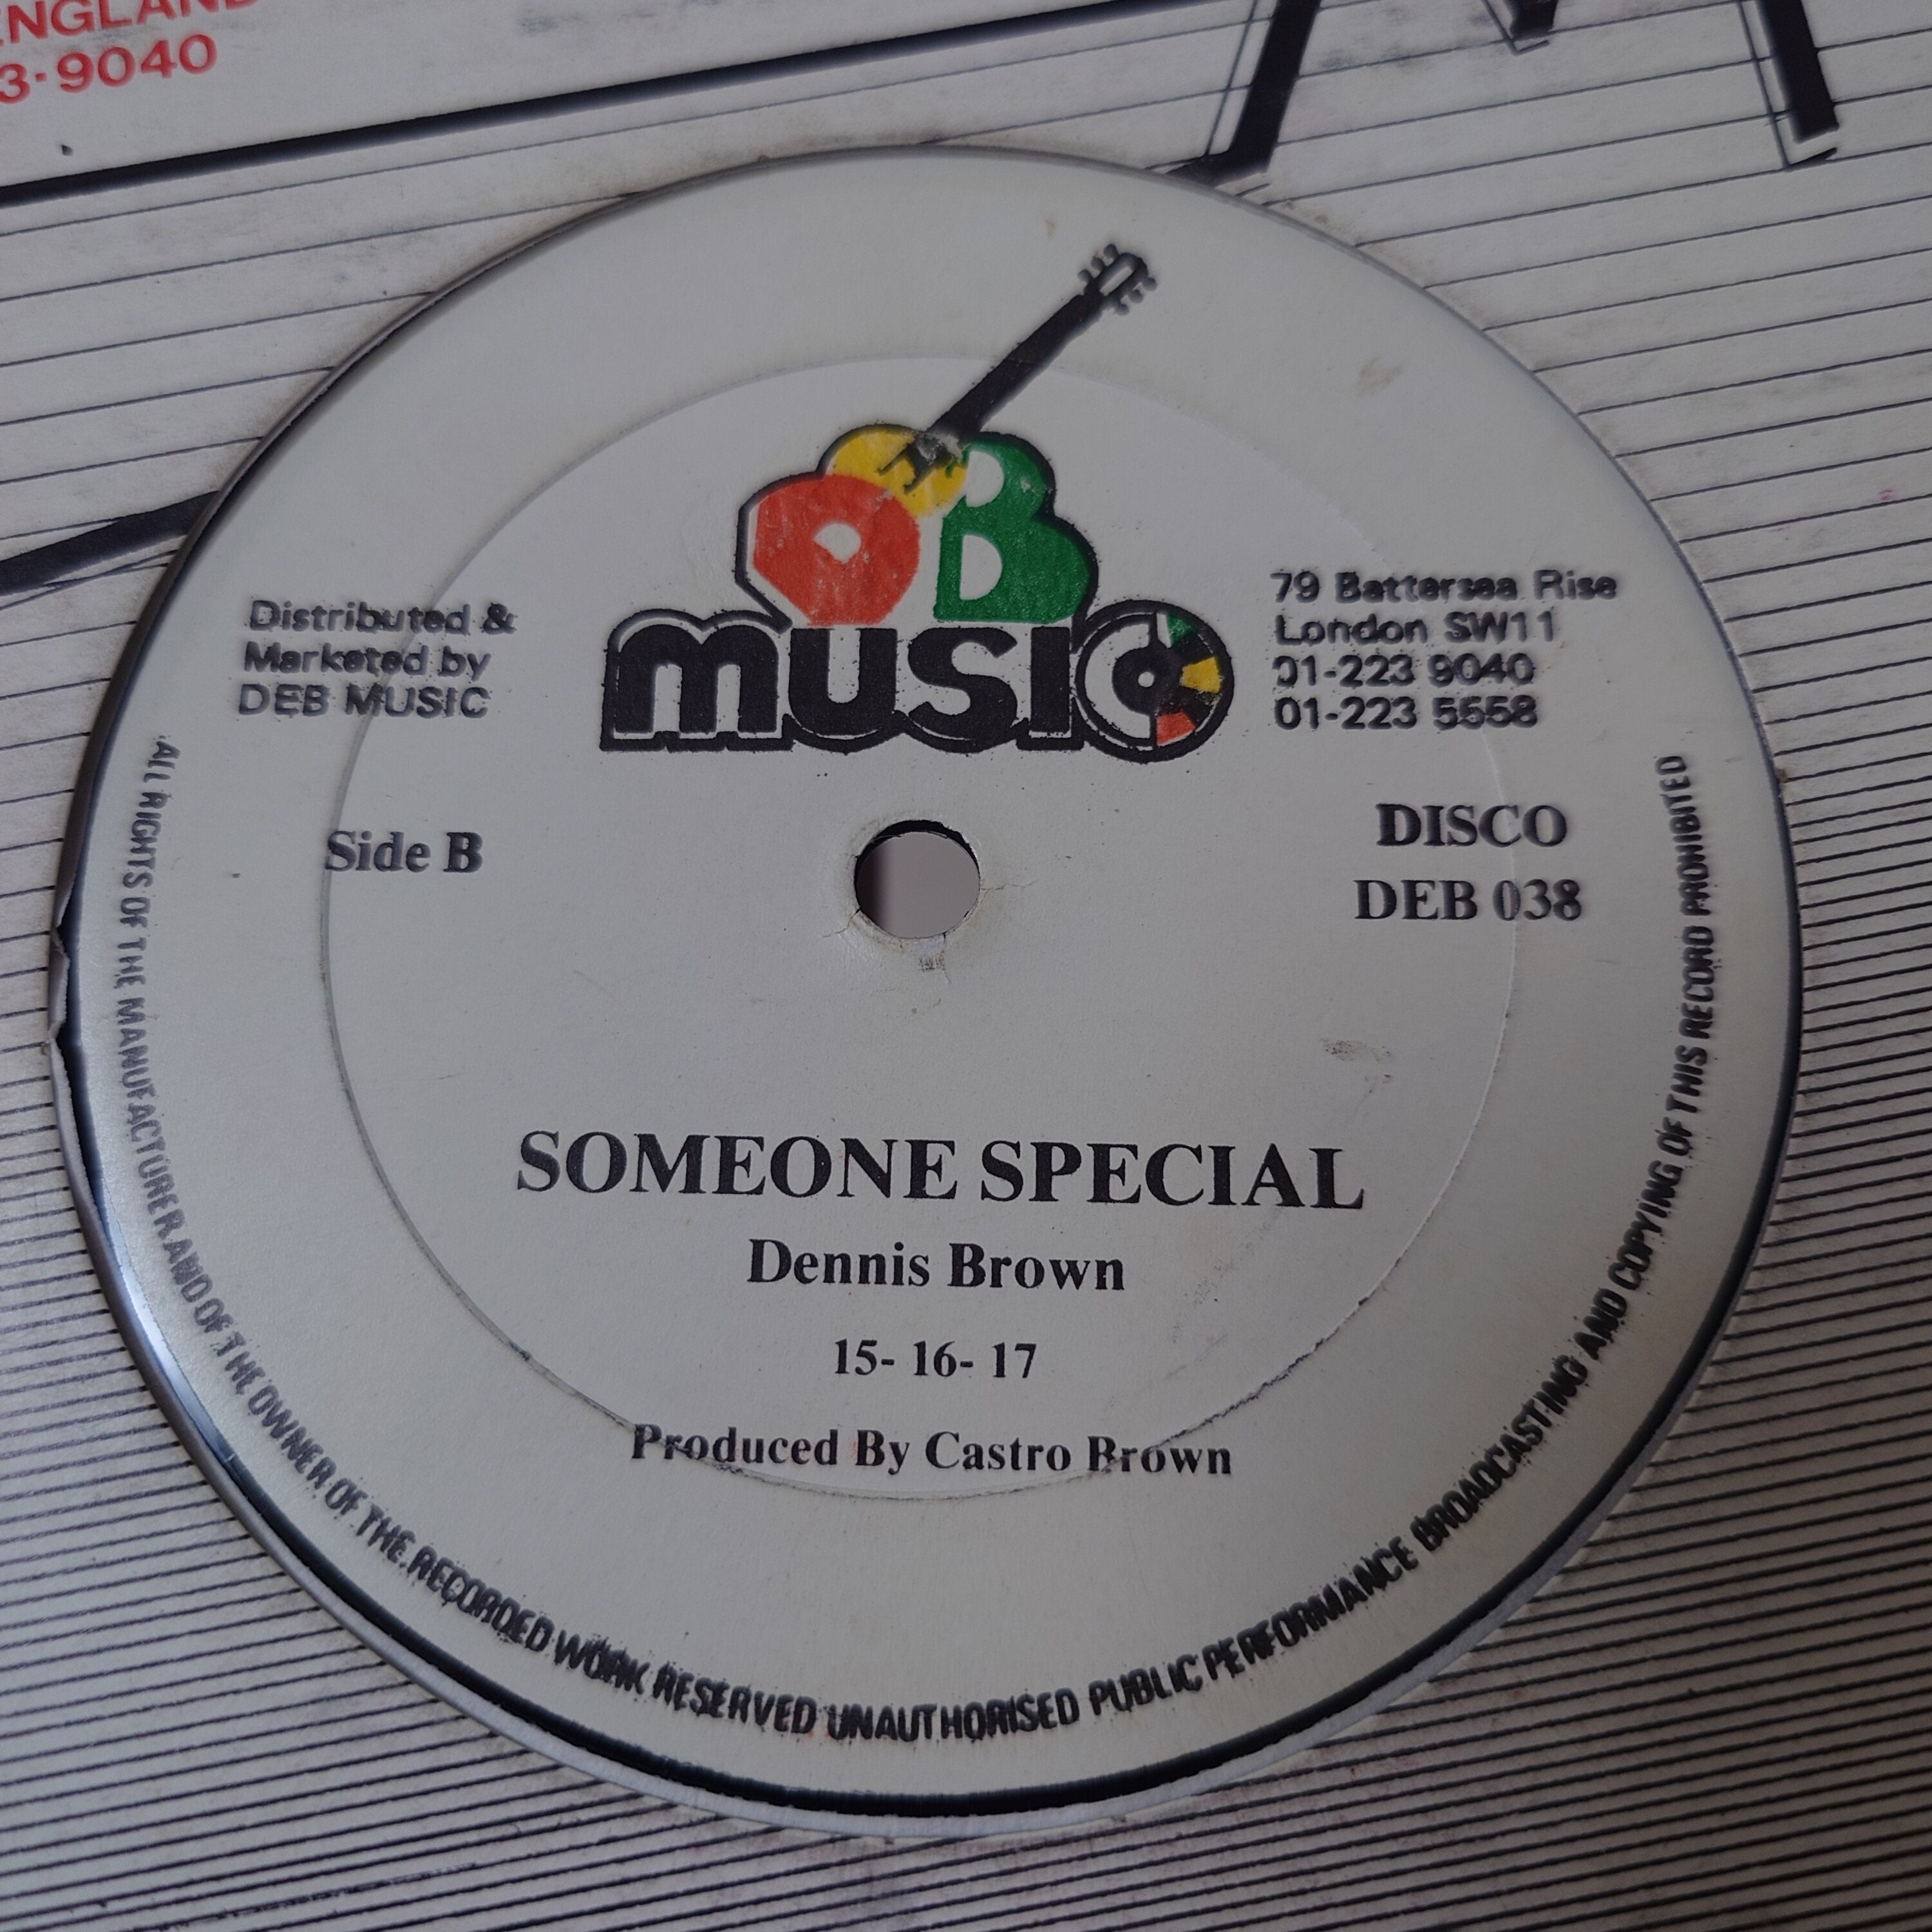 ENGLAND
3-9040
DEB
MUSIC
Distributed &
Marketed by
DEB MUSIC
79 Battersea Rise
London SW11
01-223 9040
01-223 5558
Side B
DISCO
DEB 038
SOMEONE SPECIAL
Dennis Brown
15- 16- 17
Produced By Castro Brown
ALL RIGHTS OF THE MANUFACTURER AND OF THE OWNER OF THE RECORDED WORK RESERVED UNAUTHORISED PUBLIC PERFORMANCE BROADCASTING AND COPYING OF THIS RECORD PROHIBITED